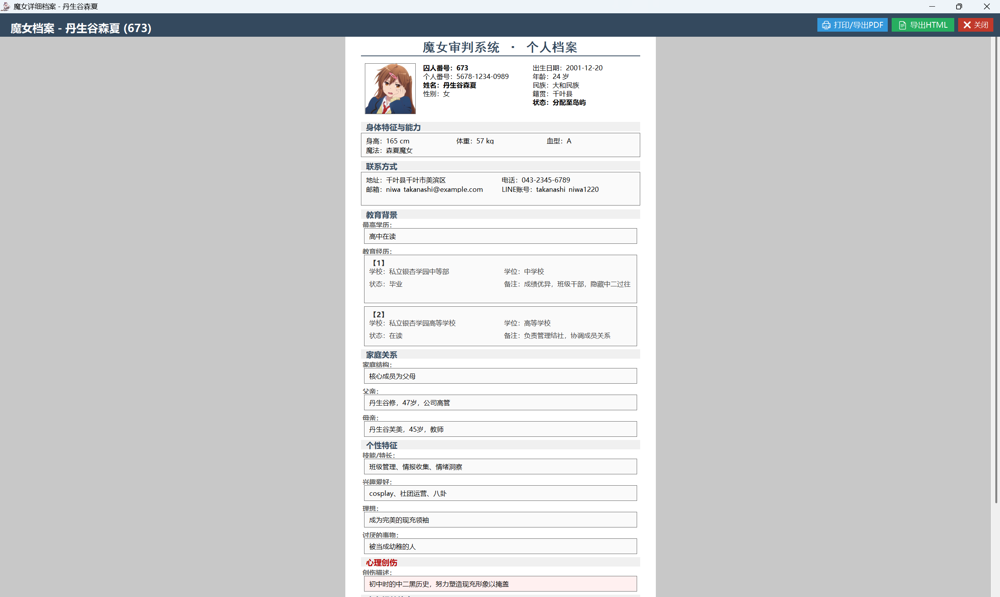 魔女详细档案 - 丹生谷森夏
魔女档案 - 丹生谷森夏 (673)
打印/导出PDF
导出HTML
关闭
魔女审判系统 · 个人档案
囚人番号：673
个人番号：5678-1234-0989
姓名：丹生谷森夏
性别：女
出生日期：2001-12-20
年龄：24 岁
民族：大和民族
籍贯：千叶县
状态：分配至岛屿
身体特征与能力
身高：165 cm 体重：57 kg 血型：A
魔法：森夏魔女
联系方式
地址：千叶县千叶市美滨区 电话：043-2345-6789
邮箱：niwa_takanashi@example.com LINE账号：takanashi_niwa1220
教育背景
最高学历：
高中在读
教育经历：
【1】
学校：私立银杏学园中等部 学位：中学校
状态：毕业 备注：成绩优异，班级干部，隐藏中二过往
【2】
学校：私立银杏学园高等学校 学位：高等学校
状态：在读 备注：负责管理结社，协调成员关系
家庭关系
家庭结构：
核心成员为父母
父亲：
丹生谷修，47岁，公司高管
母亲：
丹生谷芙美，45岁，教师
个性特征
技能/特长：
班级管理、情报收集、情绪洞察
兴趣爱好：
cosplay、社团运营、八卦
理想：
成为完美的现充领袖
讨厌的事物：
被当成幼稚的人
心理创伤
创伤描述：
初中时的中二黑历史，努力塑造现充形象以掩盖